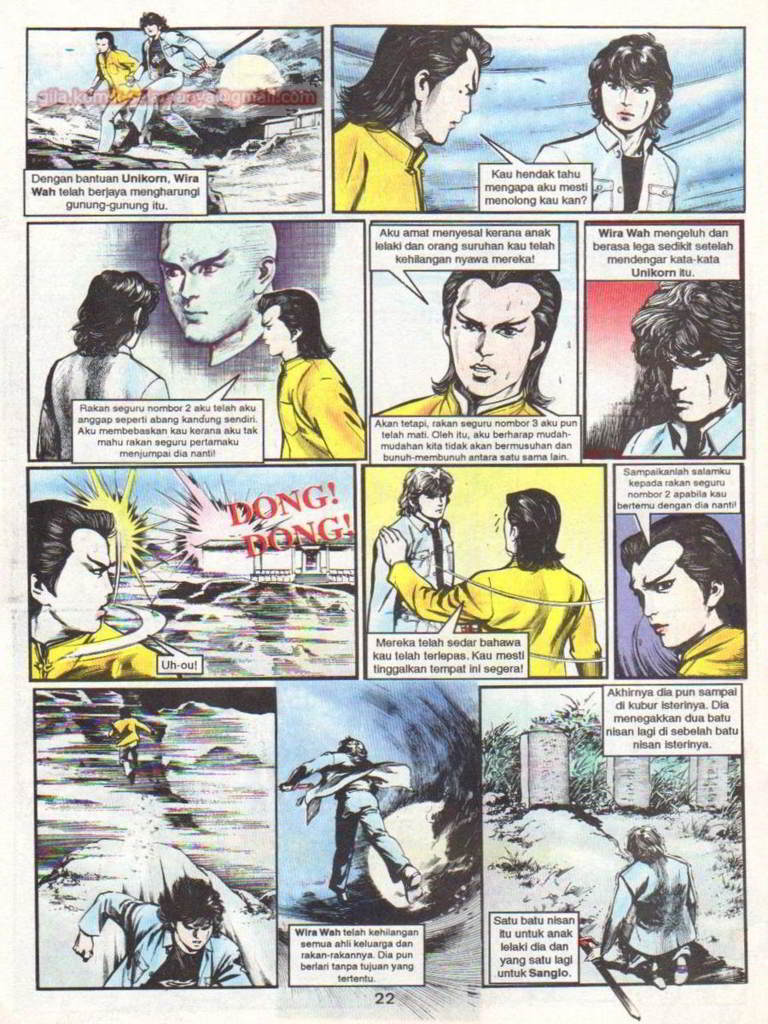 Dengan bantuan Unikorn, Wira
Wah telah berjaya mengharungi
gunung-gunung itu.
Kau hendak tahu
mengapa aku mesti
menolong kau kan?
Rakan seguru nombor 2 aku telah aku
anggap seperti abang kandung sendiri.
Aku membebaskan kau kerana aku tak
mahu rakan seguru pertamaku
menjumpai dia nanti!
Aku amat menyesal kerana anak
lelaki dan orang suruhan kau telah
kehilangan nyawa mereka!
Akan tetapi, rakan seguru nombor 3 aku pun
telah mati. Oleh itu, aku berharap mudah-
mudahan kita tidak akan bermusuhan dan
bunuh-membunuh antara satu sama lain.
Wira Wah mengeluh dan
berasa lega sedikit setelah
mendengar kata-kata
Unikorn itu.
DONG!
DONG!
Uh-ou!
Mereka telah sedar bahawa
kau telah terlepas. Kau mesti
tinggalkan tempat ini segera!
Sampaikanlah salamku
kepada rakan seguru
nombor 2 apabila kau
bertemu dengan dia nanti!
Wira Wah telah kehilangan
semua ahli keluarga dan
rakan-rakannya. Dia pun
berlari tanpa tujuan yang
tertentu.
Akhirnya dia pun sampai
di kubur isterinya. Dia
menegakkan dua batu
nisan lagi di sebelah batu
nisan isterinya.
Satu batu nisan
itu untuk anak
lelaki dia dan
yang satu lagi
untuk Sanglo.
22